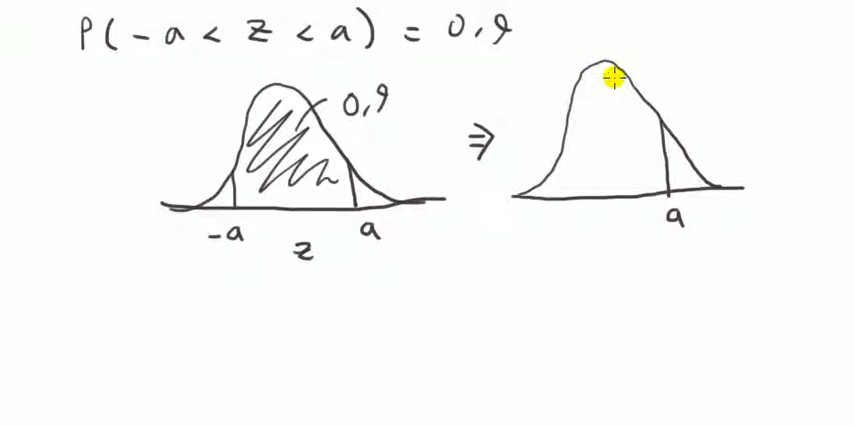 P(-a < z < a) = 0,9
0,9
⇒
-a
a
z
a